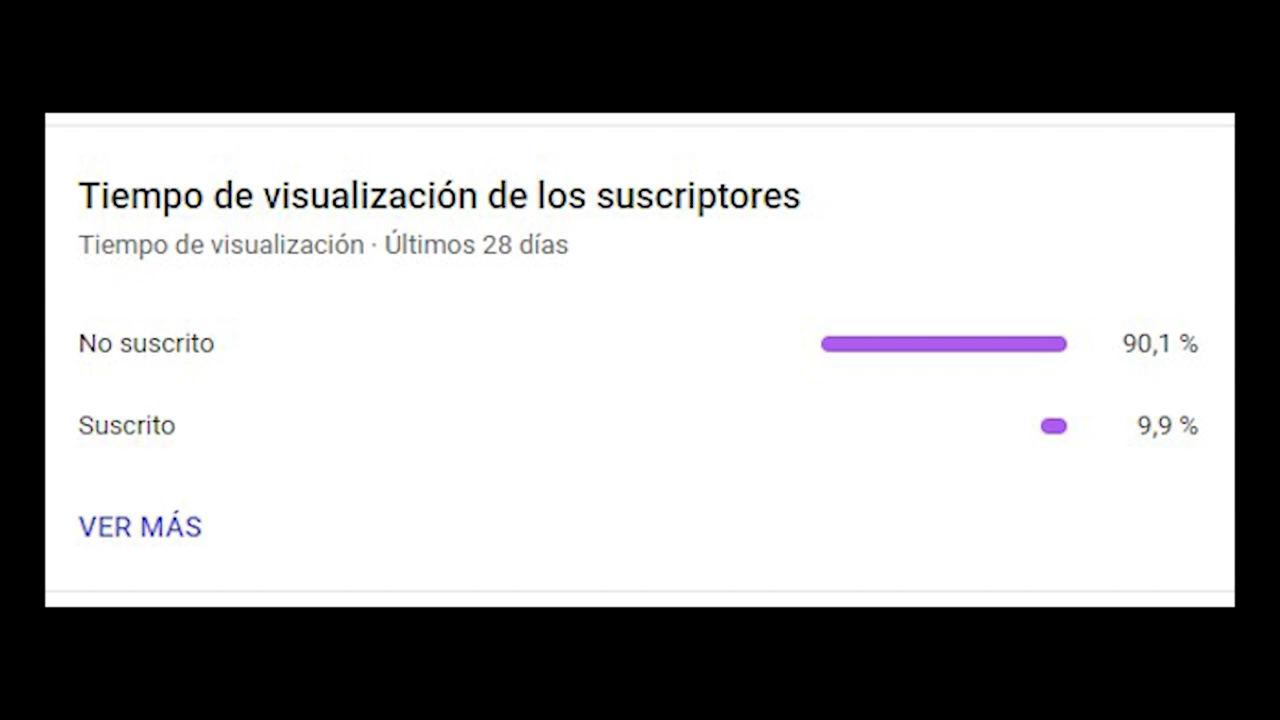 Tiempo de visualización de los suscriptores
Tiempo de visualización · Últimos 28 días
No suscrito 90,1 %
Suscrito 9,9 %
VER MÁS